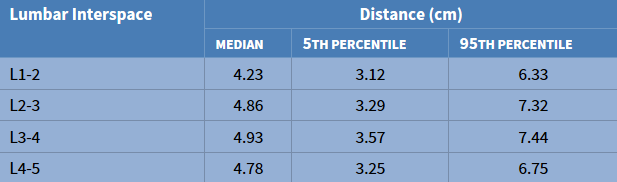 Lumbar Interspace Distance (cm)
MEDIAN 5TH PERCENTILE 95TH PERCENTILE
L1-2 4.23 3.12 6.33
L2-3 4.86 3.29 7.32
L3-4 4.93 3.57 7.44
L4-5 4.78 3.25 6.75